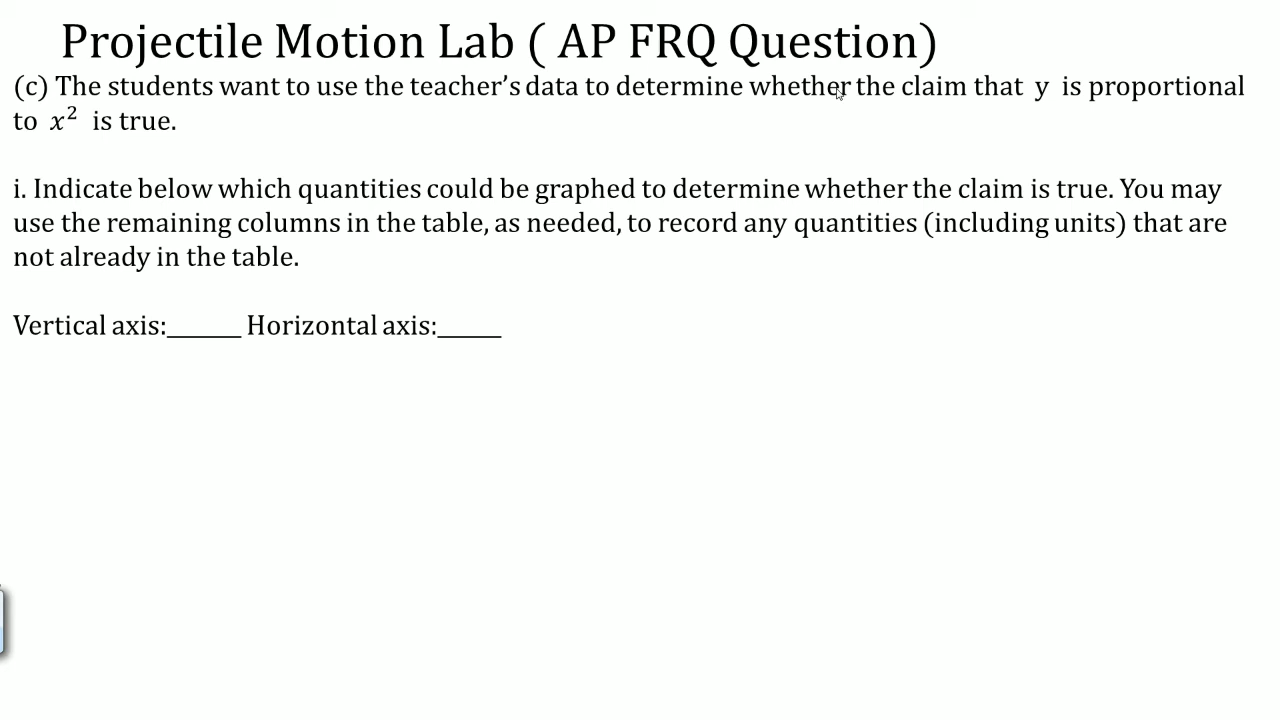 Projectile Motion Lab ( AP FRQ Question)
(c) The students want to use the teacher’s data to determine whether the claim that y is proportional
to x² is true.
i. Indicate below which quantities could be graphed to determine whether the claim is true. You may
use the remaining columns in the table, as needed, to record any quantities (including units) that are
not already in the table.
Vertical axis:_______ Horizontal axis:______